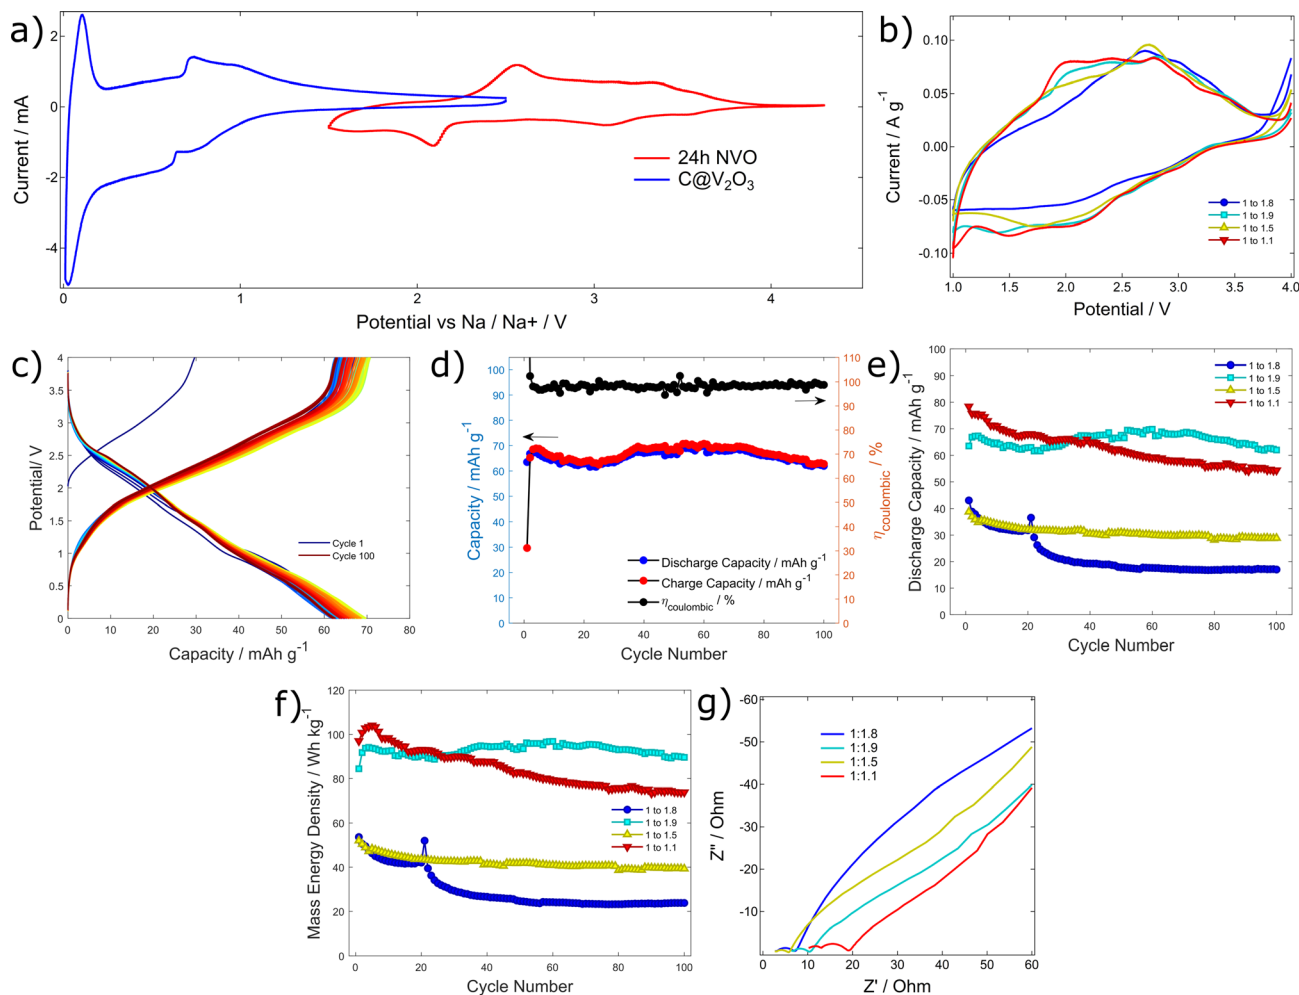 a)
2
0
-2
-4
Current / mA
24h NVO
C@V2O3
0
1
2
3
4
Potential vs Na / Na+ / V
b)
0.10
0.05
0.00
-0.05
-0.10
Current / A g-1
1 to 1.8
1 to 1.9
1 to 1.5
1 to 1.1
1.0
1.5
2.0
2.5
3.0
3.5
4.0
Potential / V
c)
4
3.5
3
2.5
2
1.5
1
0.5
0
Potential/ V
Cycle 1
Cycle 100
0
10
20
30
40
50
60
70
80
Capacity / mAh g-1
d)
100
90
80
70
60
50
40
30
20
10
0
Capacity / mAh g-1
110
100
90
80
70
60
50
40
30
20
10
0
ηcoulombic / %
Discharge Capacity / mAh g-1
Charge Capacity / mAh g-1
ηcoulombic / %
0
20
40
60
80
100
Cycle Number
e)
100
90
80
70
60
50
40
30
20
10
0
Discharge Capacity / mAh g-1
1 to 1.8
1 to 1.9
1 to 1.5
1 to 1.1
0
20
40
60
80
100
Cycle Number
f)
120
100
80
60
40
20
0
Mass Energy Density / Wh kg-1
1 to 1.8
1 to 1.9
1 to 1.5
1 to 1.1
0
20
40
60
80
100
Cycle Number
g)
-60
-50
-40
-30
-20
-10
Z'' / Ohm
1:1.8
1:1.9
1:1.5
1:1.1
0
10
20
30
40
50
60
Z' / Ohm